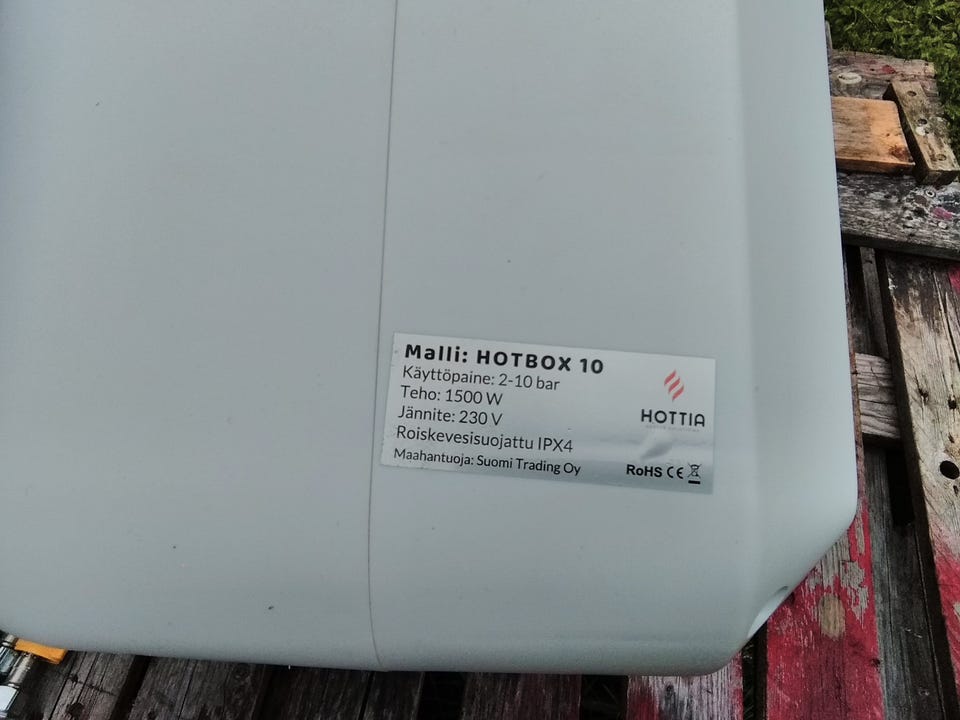 Malli: HOTBOX 10
Käyttöpaine: 2-10 bar
Teho: 1500 W
Jännite: 230 V
Roiskevesisuojattu IPX4
Maahantuoja: Suomi Trading Oy
HOTTIA
RoHS CE